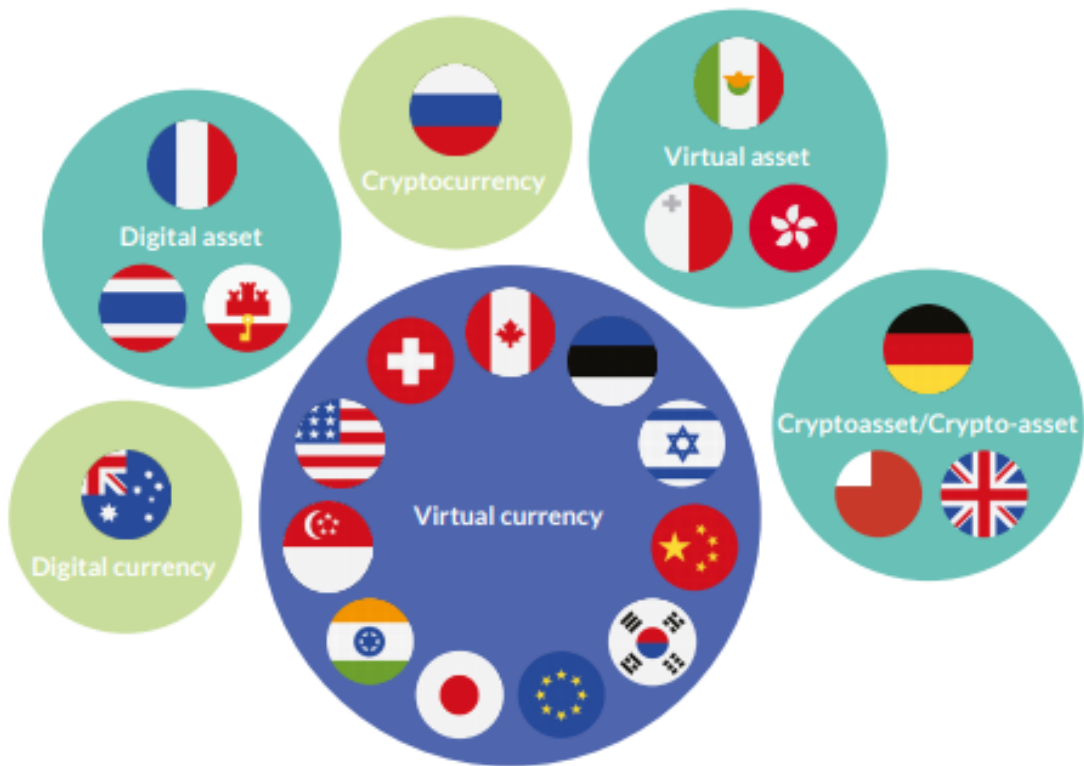 Cryptocurrency
Virtual asset
Digital asset
Cryptoasset/Crypto-asset
Virtual currency
Digital currency